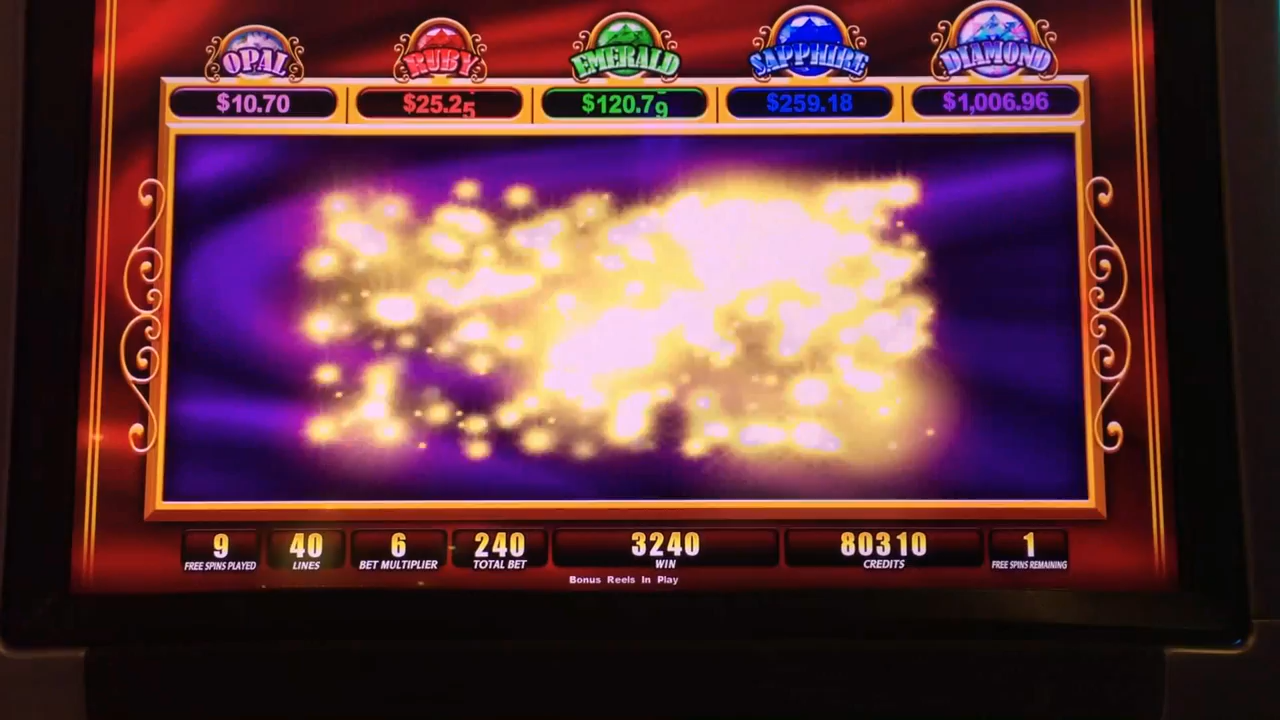 OPAL RUBY EMERALD SAPPHIRE DIAMOND
$10.70 $25.25 $120.79 $259.18 $1,006.96
9 40 6 240 3240 80310 1
FREE SPINS PLAYED LINES BET MULTIPLIER TOTAL BET WIN CREDITS FREE SPINS REMAINING
Bonus Reels In Play